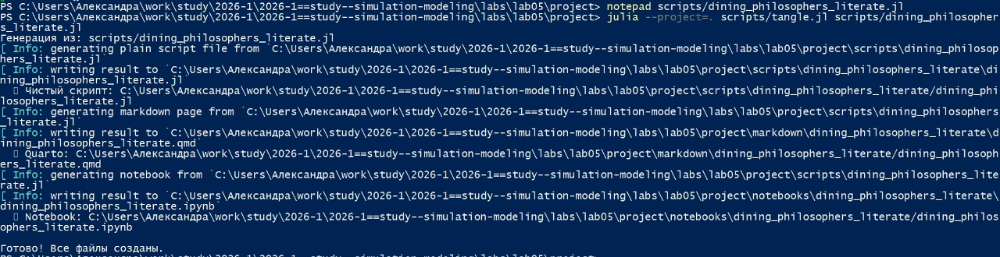 PS C:\Users\Александра\work\study\2026-1\2026-1==study--simulation-modeling\labs\lab05\project> notepad scripts/dining_philosophers_literate.jl
PS C:\Users\Александра\work\study\2026-1\2026-1==study--simulation-modeling\labs\lab05\project> julia --project=. scripts/tangle.jl scripts/dining_philosopher
s_literate.jl
Генерация из: scripts/dining_philosophers_literate.jl
[ Info: generating plain script file from `C:\Users\Александра\work\study\2026-1\2026-1==study--simulation-modeling\labs\lab05\project\scripts\dining_philosop
hers_literate.jl`
[ Info: writing result to `C:\Users\Александра\work\study\2026-1\2026-1==study--simulation-modeling\labs\lab05\project\scripts\dining_philosophers_literate\di
ning_philosophers_literate.jl`
Чистый скрипт: C:\Users\Александра\work\study\2026-1\2026-1==study--simulation-modeling\labs\lab05\project\scripts\dining_philosophers_literate/dining_phi
losophers_literate.jl
[ Info: generating markdown page from `C:\Users\Александра\work\study\2026-1\2026-1==study--simulation-modeling\labs\lab05\project\scripts\dining_philosophers
_literate.jl`
[ Info: writing result to `C:\Users\Александра\work\study\2026-1\2026-1==study--simulation-modeling\labs\lab05\project\markdown\dining_philosophers_literate\d
ining_philosophers_literate.qmd`
Quarto: C:\Users\Александра\work\study\2026-1\2026-1==study--simulation-modeling\labs\lab05\project\markdown\dining_philosophers_literate/dining_philosoph
ers_literate.qmd
[ Info: generating notebook from `C:\Users\Александра\work\study\2026-1\2026-1==study--simulation-modeling\labs\lab05\project\scripts\dining_philosophers_lite
rate.jl`
[ Info: writing result to `C:\Users\Александра\work\study\2026-1\2026-1==study--simulation-modeling\labs\lab05\project\notebooks\dining_philosophers_literate\
dining_philosophers_literate.ipynb`
Notebook: C:\Users\Александра\work\study\2026-1\2026-1==study--simulation-modeling\labs\lab05\project\notebooks\dining_philosophers_literate/dining_philos
ophers_literate.ipynb
Готово! Все файлы созданы.
PS C:\Users\Александра\work\study\2026-1\2026-1==study--simulation-modeling\labs\lab05\project>